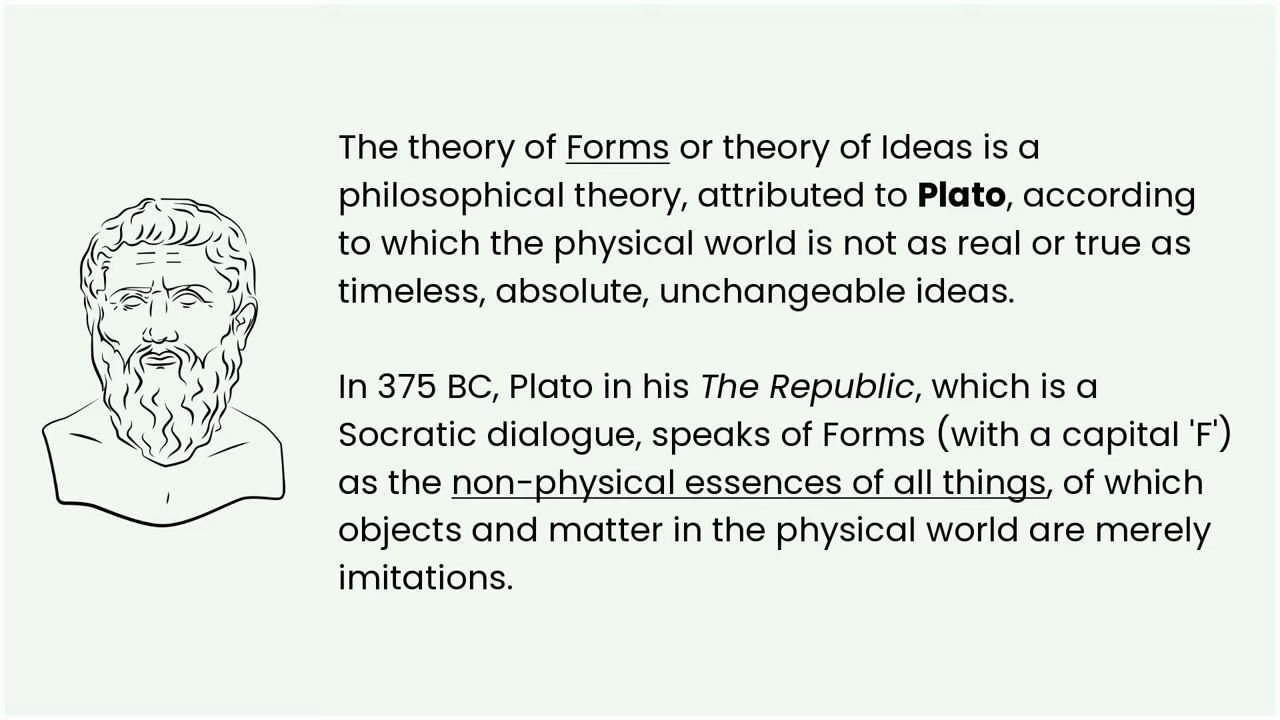 The theory of Forms or theory of Ideas is a
philosophical theory, attributed to Plato, according
to which the physical world is not as real or true as
timeless, absolute, unchangeable ideas.
In 375 BC, Plato in his The Republic, which is a
Socratic dialogue, speaks of Forms (with a capital 'F')
as the non-physical essences of all things, of which
objects and matter in the physical world are merely
imitations.